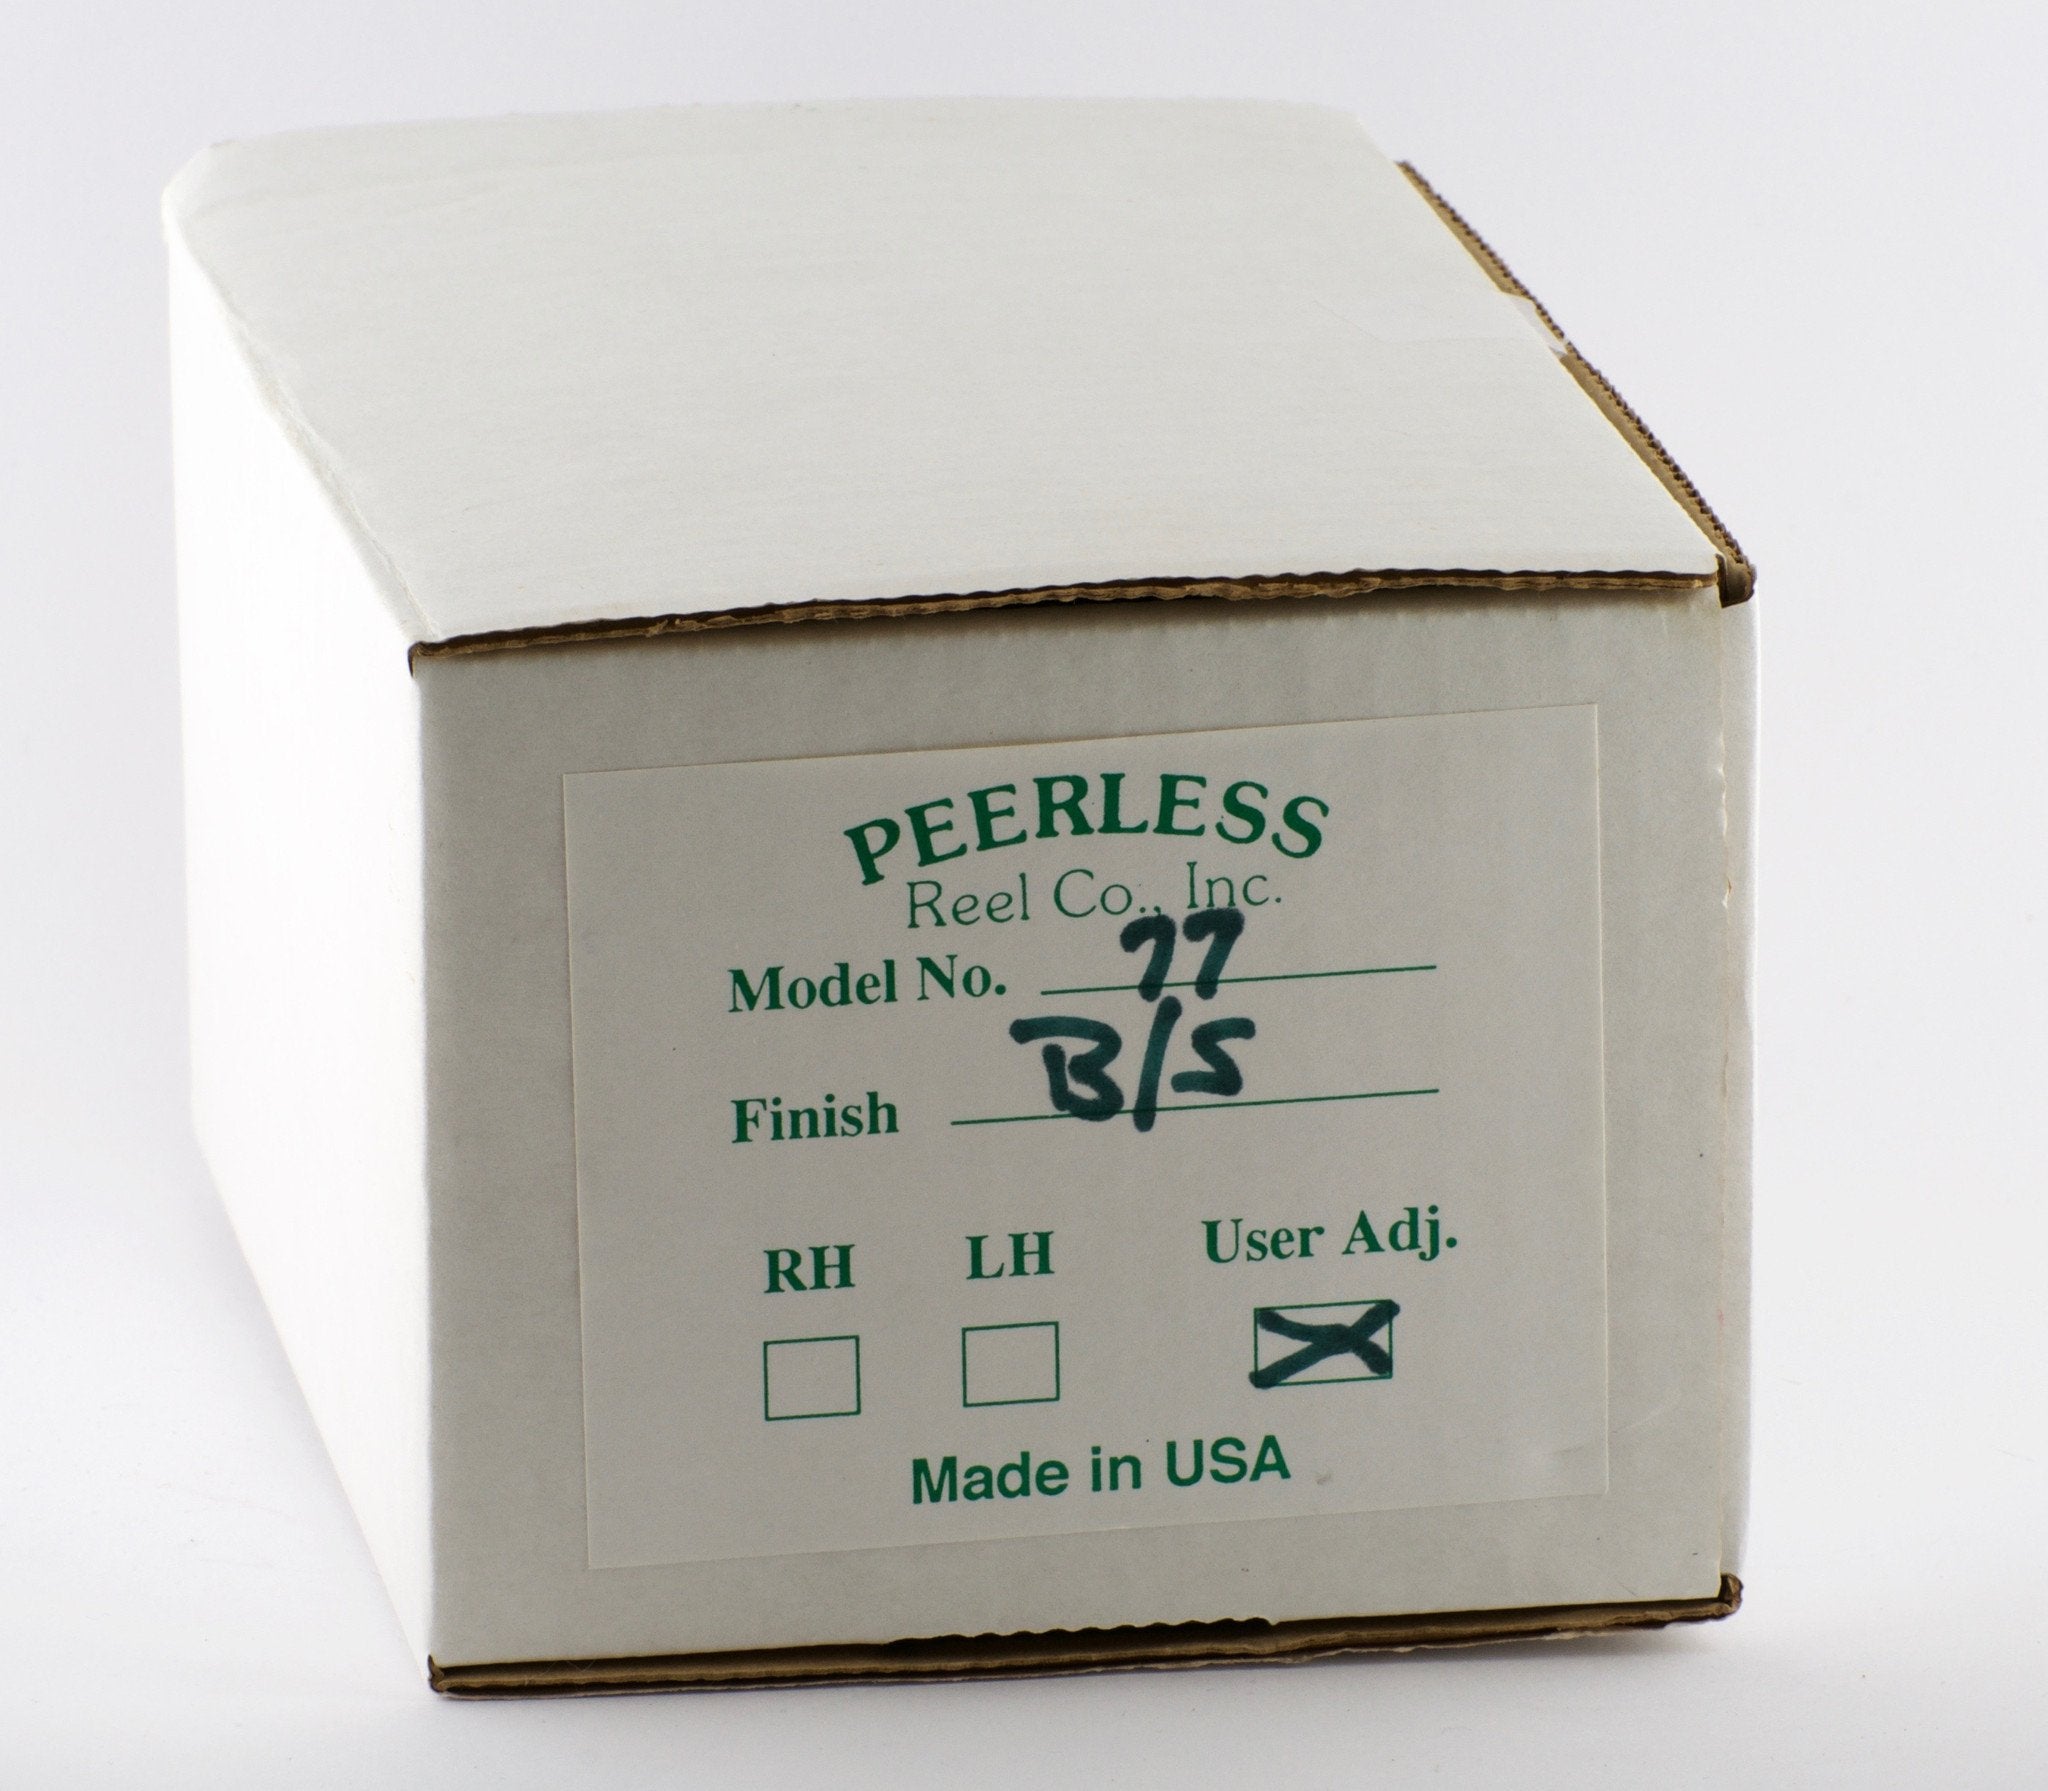 PEERLESS
Reel Co., Inc.
Model No. 77
Finish B/S
RH LH User Adj.
Made in USA